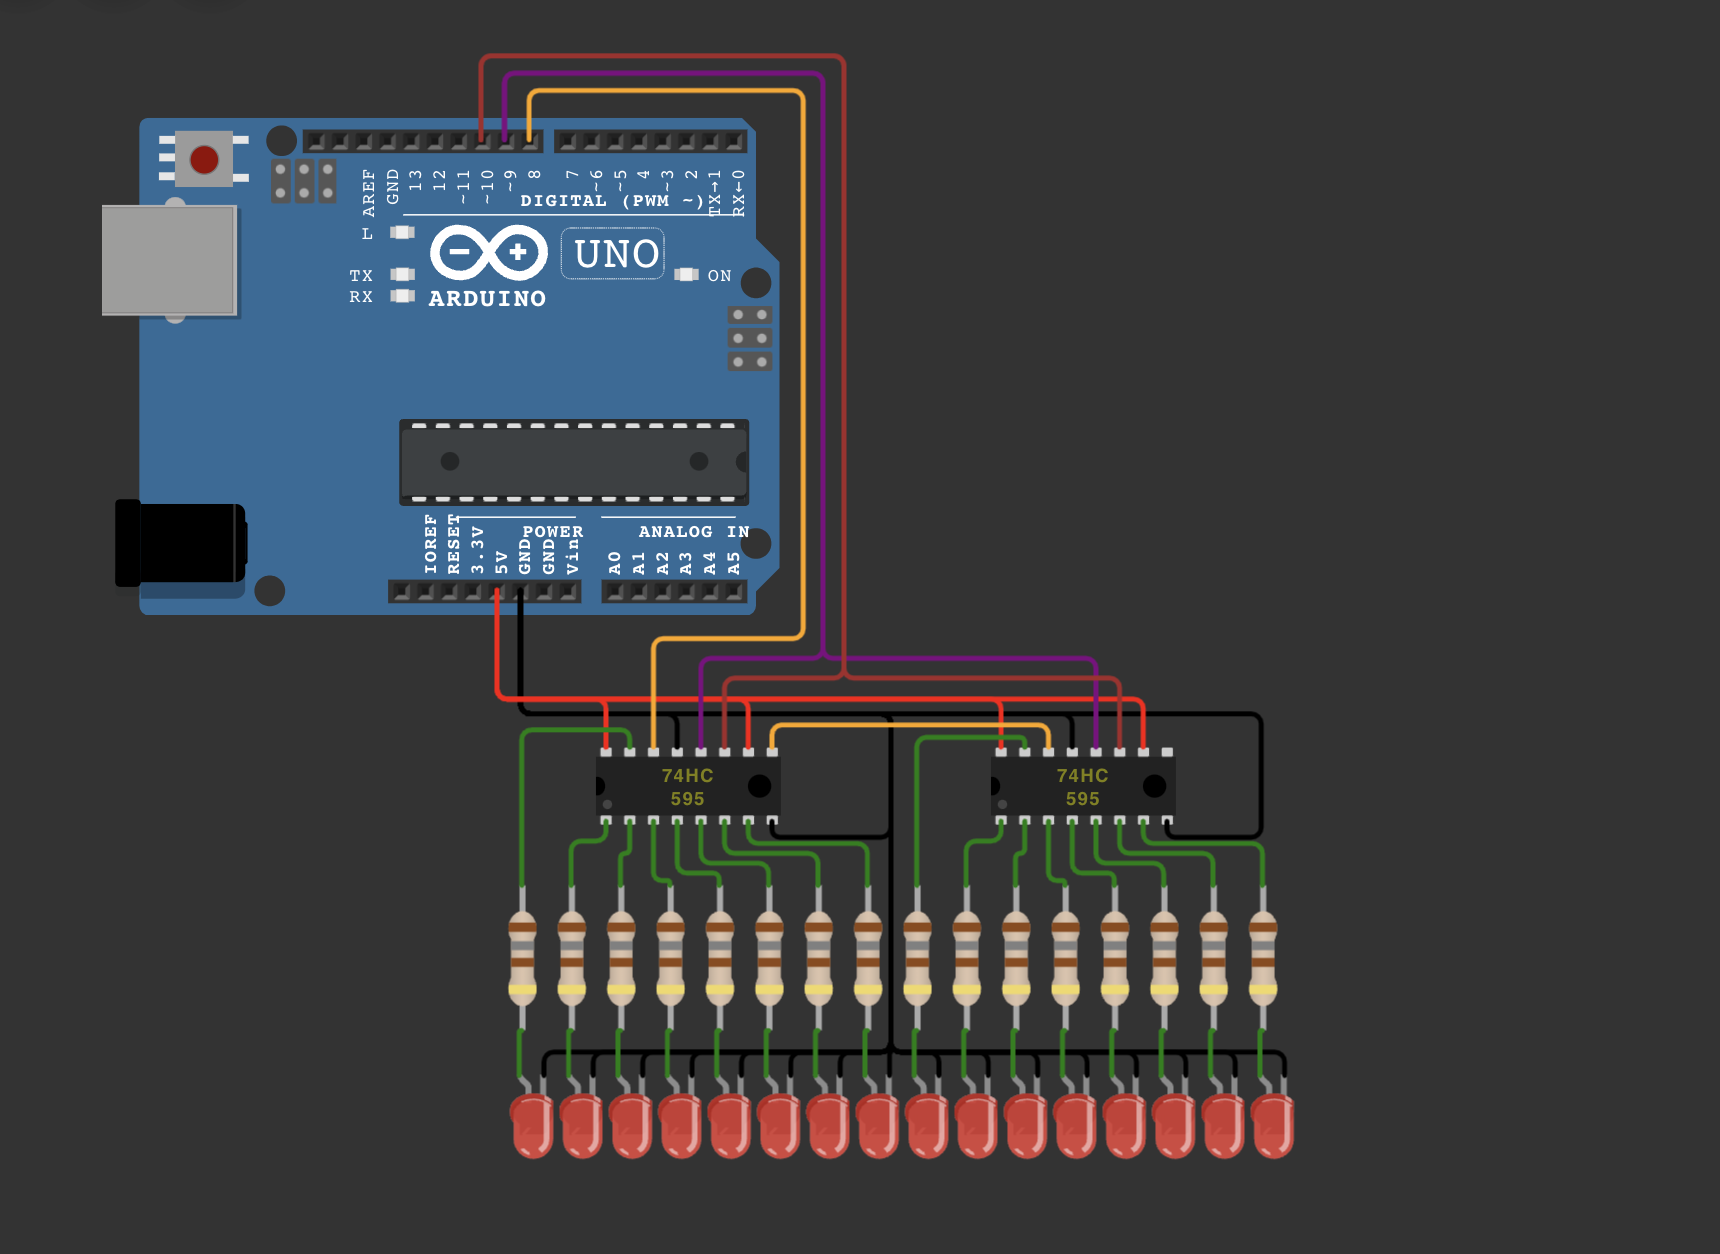 AREF
GND
13
12
~11
~10
~9
8
7
~6
~5
4
~3
2
TX→1
RX←0
DIGITAL (PWM ~)
L
TX
RX
UNO
ON
ARDUINO
IOREF
RESET
3.3V
5V
GND
GND
Vin
POWER
ANALOG IN
A0
A1
A2
A3
A4
A5
74HC
595
74HC
595